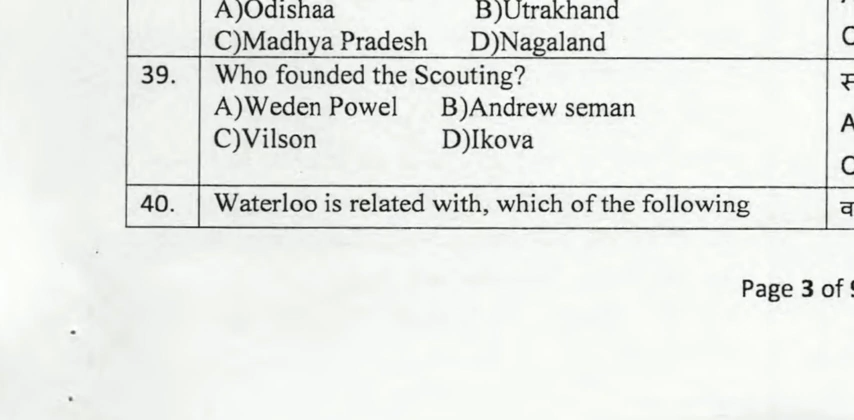 A)Odishaa B)Utrakhand
C)Madhya Pradesh D)Nagaland
39. Who founded the Scouting?
A)Weden Powel B)Andrew seman
C)Vilson D)Ikova
A
C
40. Waterloo is related with, which of the following
Page 3 of